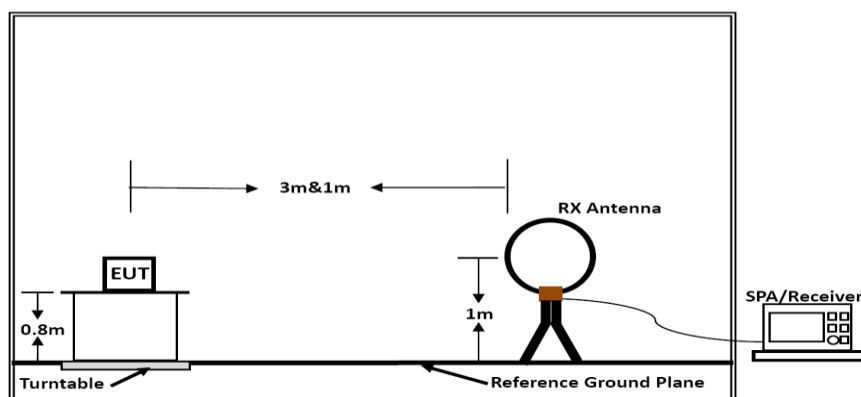 3m&1m
RX Antenna
EUT
SPA/Receiver
0.8m
1m
Turntable
Reference Ground Plane